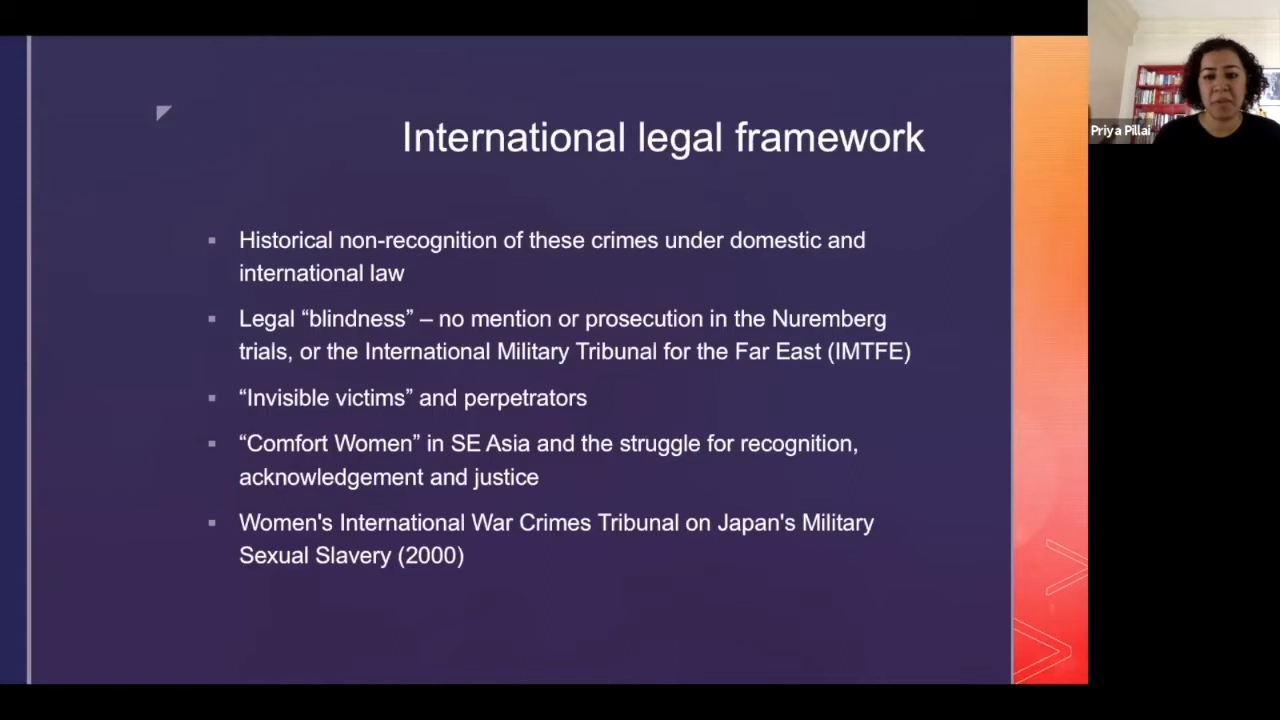 International legal framework
Historical non-recognition of these crimes under domestic and
international law
Legal “blindness” – no mention or prosecution in the Nuremberg
trials, or the International Military Tribunal for the Far East (IMTFE)
“Invisible victims” and perpetrators
“Comfort Women” in SE Asia and the struggle for recognition,
acknowledgement and justice
Women's International War Crimes Tribunal on Japan's Military
Sexual Slavery (2000)
Priya Pillai